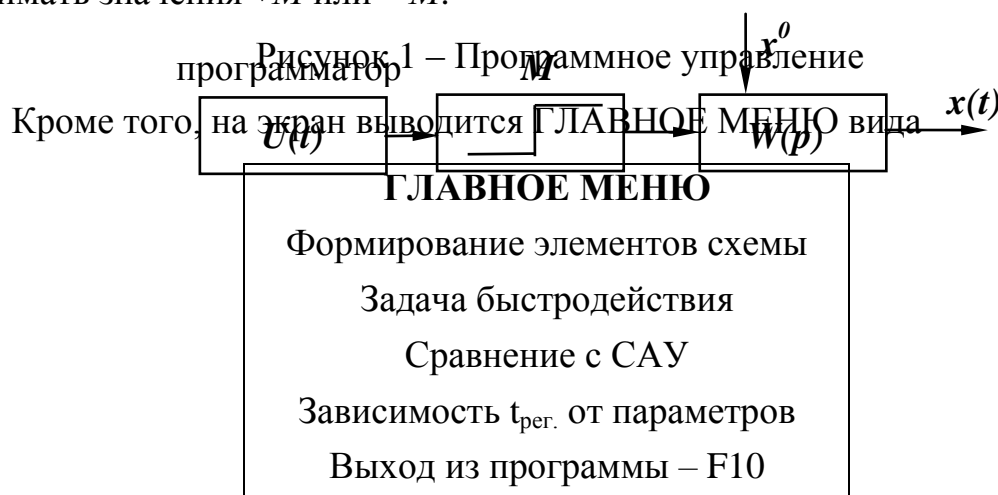 имать значения +M или – M.
x⁰
Рисунок 1 – Программное управление
программатор
M
x(t)
Кроме того, на экран выводится ГЛАВНОЕ МЕНЮ вида
U(t)
W(p)
ГЛАВНОЕ МЕНЮ
Формирование элементов схемы
Задача быстродействия
Сравнение с САУ
Зависимость tрег. от параметров
Выход из программы – F10